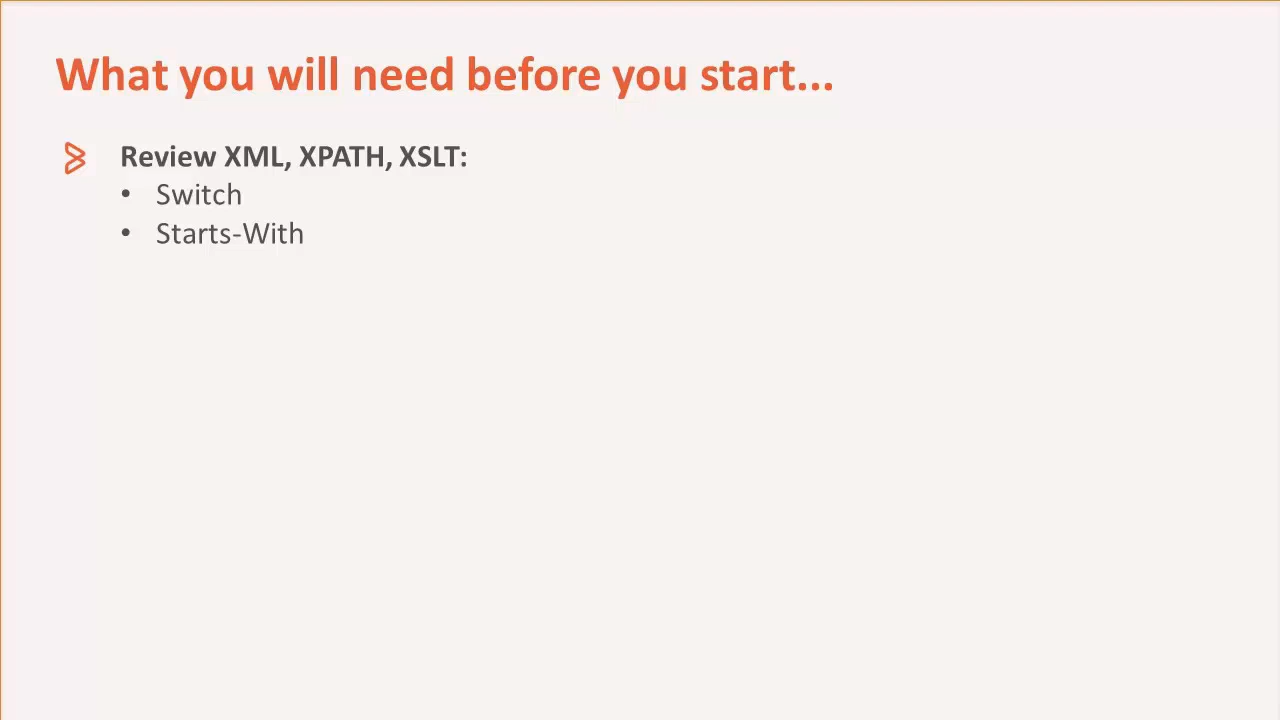 What you will need before you start...
Review XML, XPATH, XSLT:
• Switch
• Starts-With